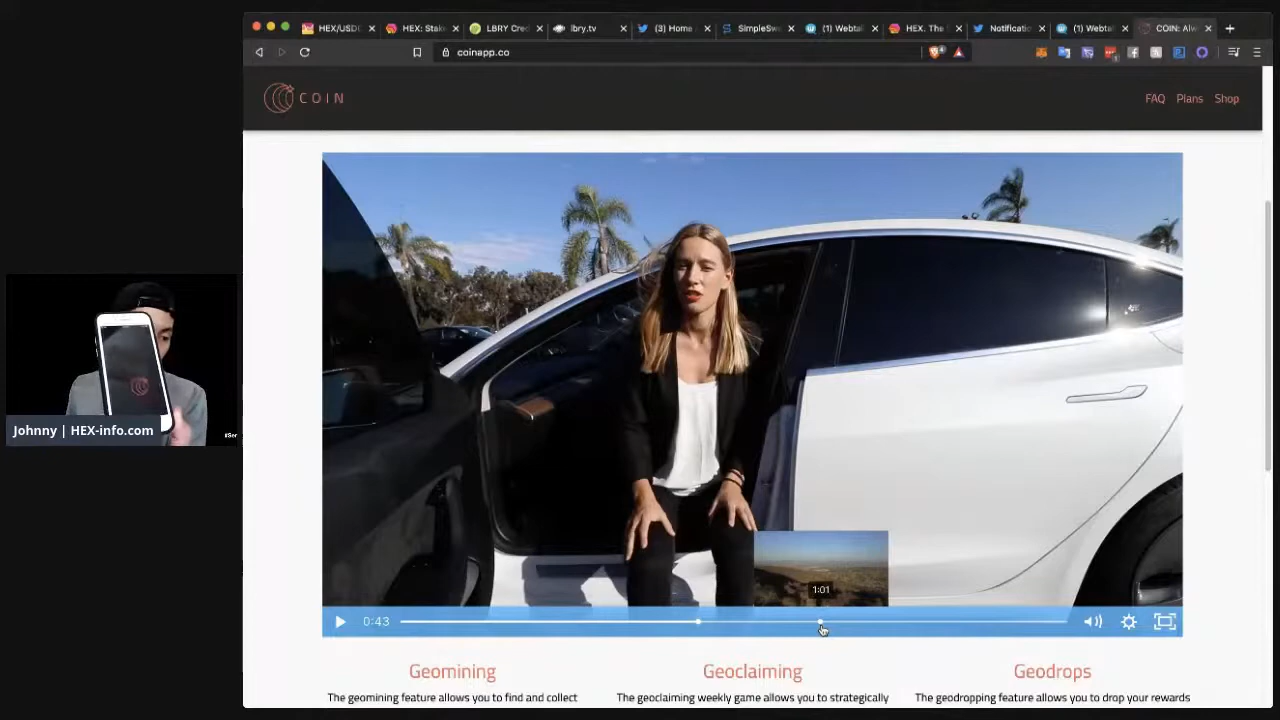 HEX/USD
HEX: Stake
LBRY Cred
lbry.tv
(3) Home
SimpleSw
(1) Webtal
HEX. The
Notificatio
(1) Webtal
COIN: Alw
coinapp.co
COIN
FAQ Plans Shop
Johnny | HEX-info.com
#Ser
1:01
0:43
Geomining
Geoclaiming
Geodrops
The geomining feature allows you to find and collect
The geoclaiming weekly game allows you to strategically
The geodropping feature allows you to drop your rewards